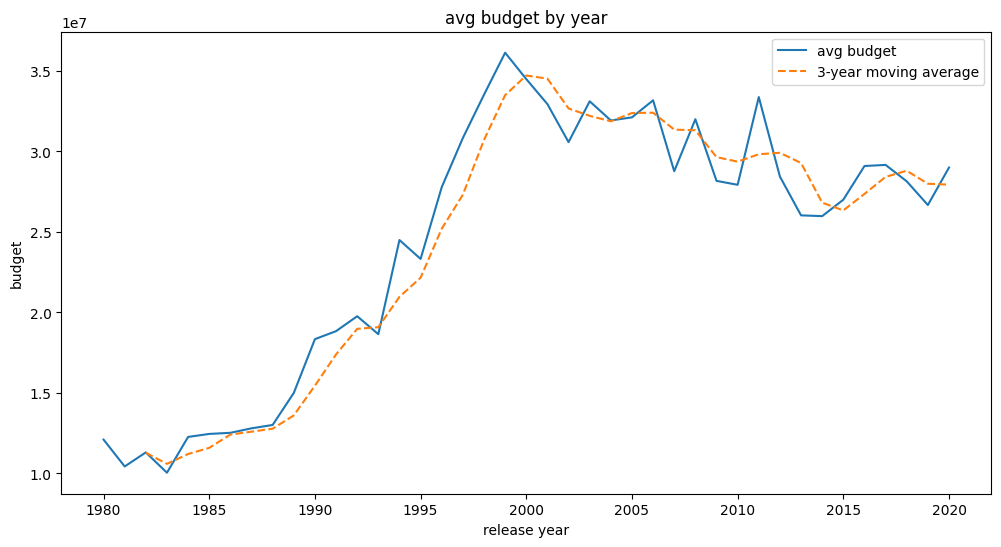 avg budget by year
1e7
avg budget
3-year moving average
3.5
3.0
2.5
2.0
1.5
1.0
budget
1980 1985 1990 1995 2000 2005 2010 2015 2020
release year